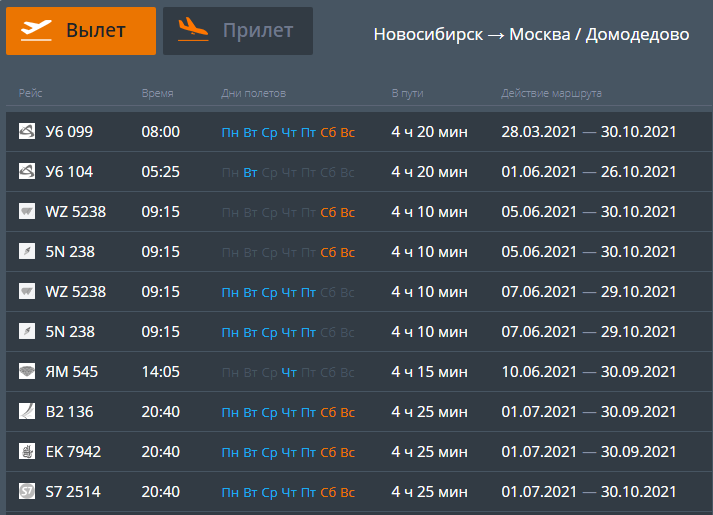 Вылет Прилет Новосибирск → Москва / Домодедово
Рейс Время Дни полетов В пути Действие маршрута
У6 099 08:00 Пн Вт Ср Чт Пт Сб Вс 4 ч 20 мин 28.03.2021 — 30.10.2021
У6 104 05:25 Пн Вт Ср Чт Пт Сб Вс 4 ч 20 мин 01.06.2021 — 26.10.2021
WZ 5238 09:15 Пн Вт Ср Чт Пт Сб Вс 4 ч 10 мин 05.06.2021 — 30.10.2021
5N 238 09:15 Пн Вт Ср Чт Пт Сб Вс 4 ч 10 мин 05.06.2021 — 30.10.2021
WZ 5238 09:15 Пн Вт Ср Чт Пт Сб Вс 4 ч 10 мин 07.06.2021 — 29.10.2021
5N 238 09:15 Пн Вт Ср Чт Пт Сб Вс 4 ч 10 мин 07.06.2021 — 29.10.2021
ЯМ 545 14:05 Пн Вт Ср Чт Пт Сб Вс 4 ч 15 мин 10.06.2021 — 30.09.2021
B2 136 20:40 Пн Вт Ср Чт Пт Сб Вс 4 ч 25 мин 01.07.2021 — 30.09.2021
EK 7942 20:40 Пн Вт Ср Чт Пт Сб Вс 4 ч 25 мин 01.07.2021 — 30.09.2021
S7 2514 20:40 Пн Вт Ср Чт Пт Сб Вс 4 ч 25 мин 01.07.2021 — 30.10.2021